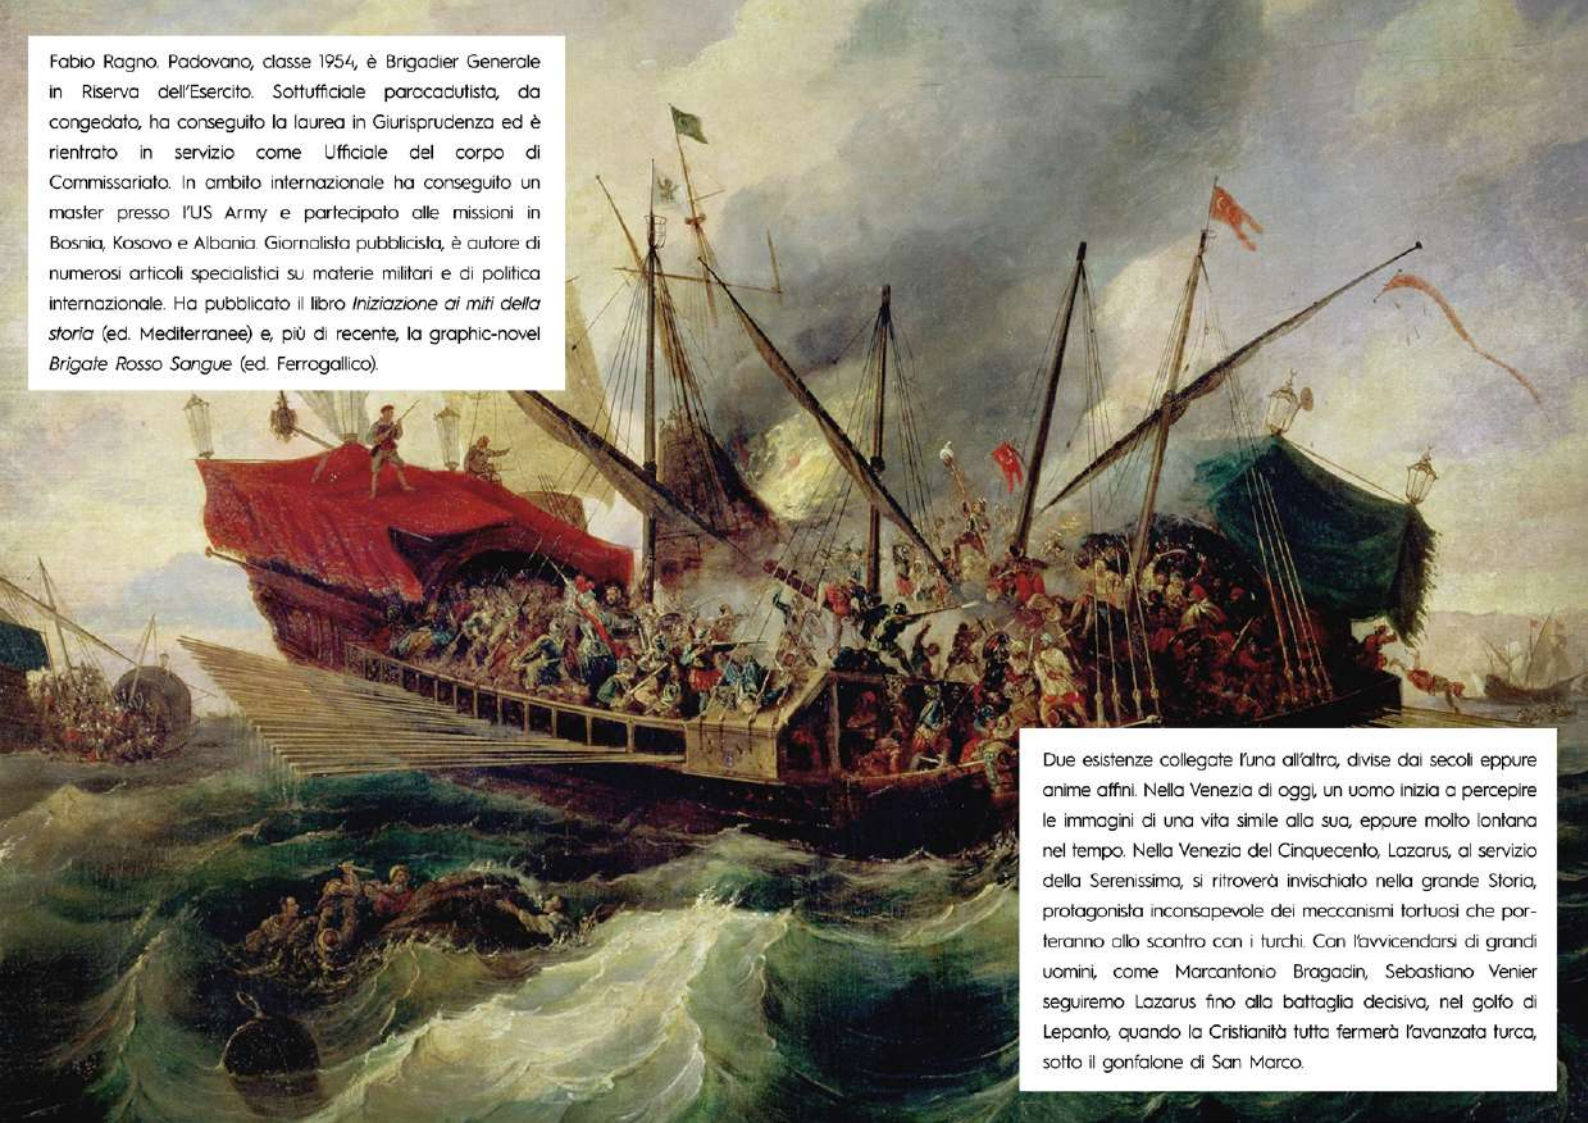 Fabio Ragno. Padovano, classe 1954, è Brigadier Generale
in Riserva dell'Esercito. Sottufficiale paracadutista, da
congedato, ha conseguito la laurea in Giurisprudenza ed è
rientrato in servizio come Ufficiale del corpo di
Commissariato. In ambito internazionale ha conseguito un
master presso l'US Army e partecipato alle missioni in
Bosnia, Kosovo e Albania. Giornalista pubblicista, è autore di
numerosi articoli specialistici su materie militari e di politica
internazionale. Ha pubblicato il libro Iniziazione ai miti della
storia (ed. Mediterranee) e, più di recente, la graphic-novel
Brigate Rosso Sangue (ed. Ferrogallico).
Due esistenze collegate l'una all'altra, divise dai secoli eppure
anime affini. Nella Venezia di oggi, un uomo inizia a percepire
le immagini di una vita simile alla sua, eppure molto lontana
nel tempo. Nella Venezia del Cinquecento, Lazarus, al servizio
della Serenissima, si ritroverà invischiato nella grande Storia,
protagonista inconsapevole dei meccanismi tortuosi che por-
teranno allo scontro con i turchi. Con l'avvicendarsi di grandi
uomini, come Marcantonio Bragadin, Sebastiano Venier
seguiremo Lazarus fino alla battaglia decisiva, nel golfo di
Lepanto, quando la Cristianità tutta fermerà l'avanzata turca,
sotto il gonfalone di San Marco.